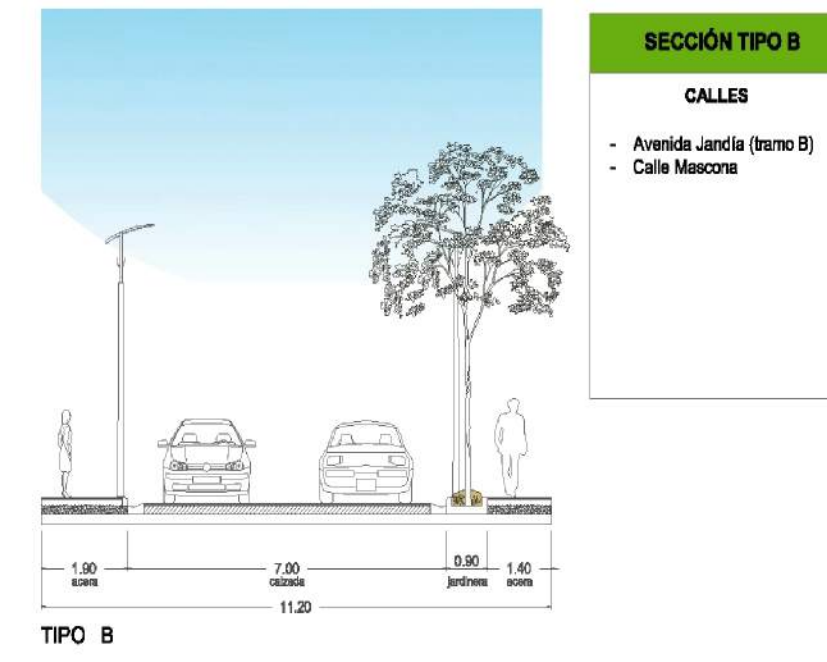 SECCIÓN TIPO B
CALLES
- Avenida Jandía (tramo B)
- Calle Mascona
1.90
acera
7.00
calzada
0.90
jardinera
1.40
acera
11.20
TIPO B